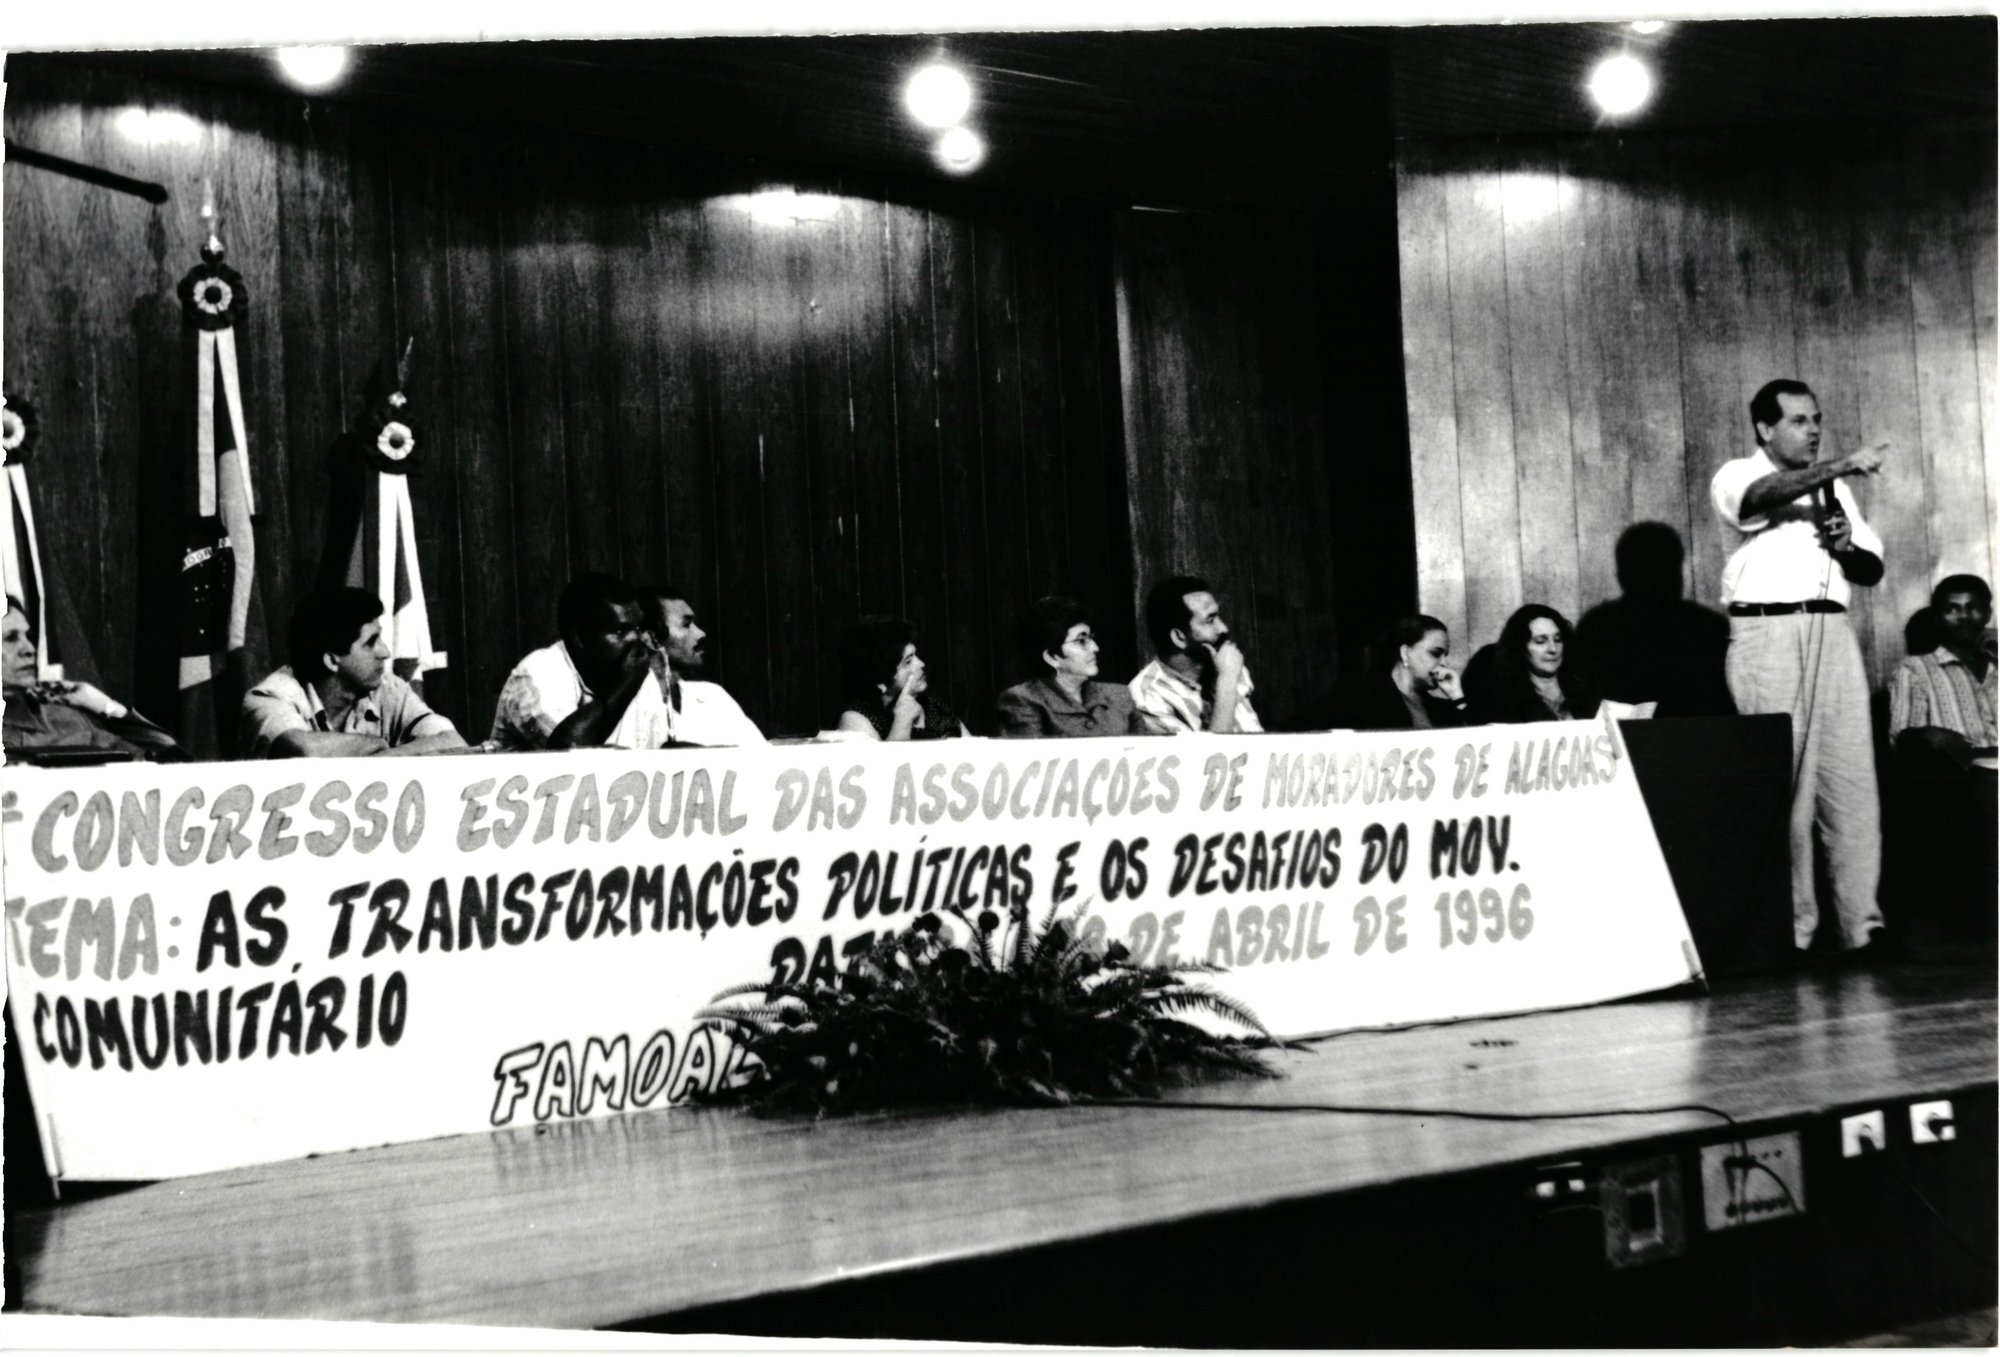 CONGRESSO ESTADUAL DAS ASSOCIAÇÕES DE MORADORES DE ALAGOAS
TEMA: AS TRANSFORMAÇÕES POLÍTICAS E OS DESAFIOS DO MOV.
COMUNITÁRIO
DE ABRIL DE 1996
FAMOAL